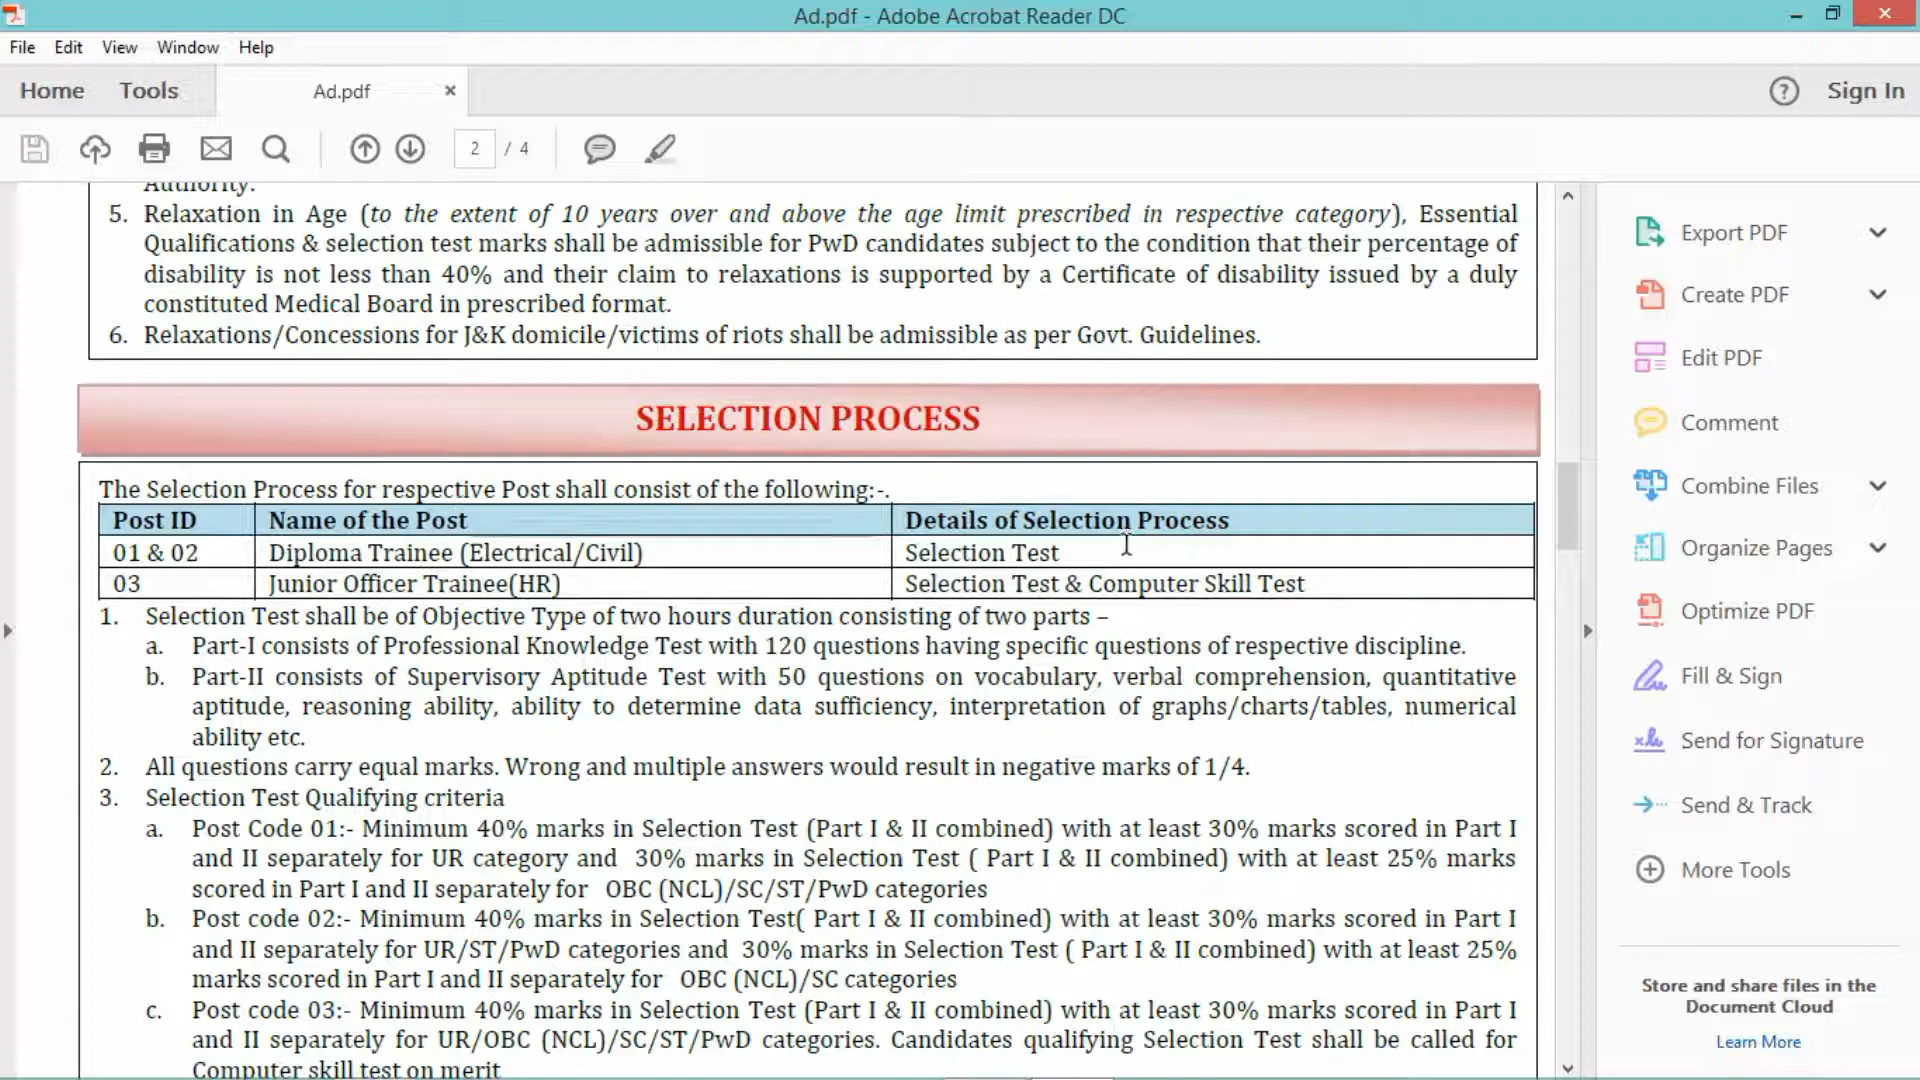 Ad.pdf - Adobe Acrobat Reader DC
File Edit View Window Help
Home Tools Ad.pdf × ? Sign In
2 / 4
Authority.
5. Relaxation in Age (to the extent of 10 years over and above the age limit prescribed in respective category), Essential
Qualifications & selection test marks shall be admissible for PwD candidates subject to the condition that their percentage of
disability is not less than 40% and their claim to relaxations is supported by a Certificate of disability issued by a duly
constituted Medical Board in prescribed format.
6. Relaxations/Concessions for J&K domicile/victims of riots shall be admissible as per Govt. Guidelines.
SELECTION PROCESS
The Selection Process for respective Post shall consist of the following:-.
Post ID Name of the Post Details of Selection Process
01 & 02 Diploma Trainee (Electrical/Civil) Selection Test
03 Junior Officer Trainee(HR) Selection Test & Computer Skill Test
1. Selection Test shall be of Objective Type of two hours duration consisting of two parts –
a. Part-I consists of Professional Knowledge Test with 120 questions having specific questions of respective discipline.
b. Part-II consists of Supervisory Aptitude Test with 50 questions on vocabulary, verbal comprehension, quantitative
aptitude, reasoning ability, ability to determine data sufficiency, interpretation of graphs/charts/tables, numerical
ability etc.
2. All questions carry equal marks. Wrong and multiple answers would result in negative marks of 1/4.
3. Selection Test Qualifying criteria
a. Post Code 01:- Minimum 40% marks in Selection Test (Part I & II combined) with at least 30% marks scored in Part I
and II separately for UR category and 30% marks in Selection Test ( Part I & II combined) with at least 25% marks
scored in Part I and II separately for OBC (NCL)/SC/ST/PwD categories
b. Post code 02:- Minimum 40% marks in Selection Test( Part I & II combined) with at least 30% marks scored in Part I
and II separately for UR/ST/PwD categories and 30% marks in Selection Test ( Part I & II combined) with at least 25%
marks scored in Part I and II separately for OBC (NCL)/SC categories
c. Post code 03:- Minimum 40% marks in Selection Test (Part I & II combined) with at least 30% marks scored in Part I
and II separately for UR/OBC (NCL)/SC/ST/PwD categories. Candidates qualifying Selection Test shall be called for
Computer skill test on merit
Export PDF
Create PDF
Edit PDF
Comment
Combine Files
Organize Pages
Optimize PDF
Fill & Sign
Send for Signature
Send & Track
More Tools
Store and share files in the
Document Cloud
Learn More